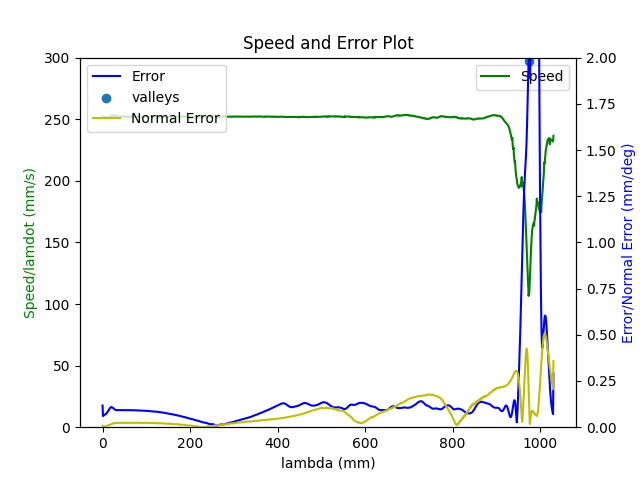 Speed and Error Plot
Error
valleys
Normal Error
Speed
300
250
200
150
100
50
0
2.00
1.75
1.50
1.25
1.00
0.75
0.50
0.25
0.00
0
200
400
600
800
1000
lambda (mm)
Speed/lamdot (mm/s)
Error/Normal Error (mm/deg)